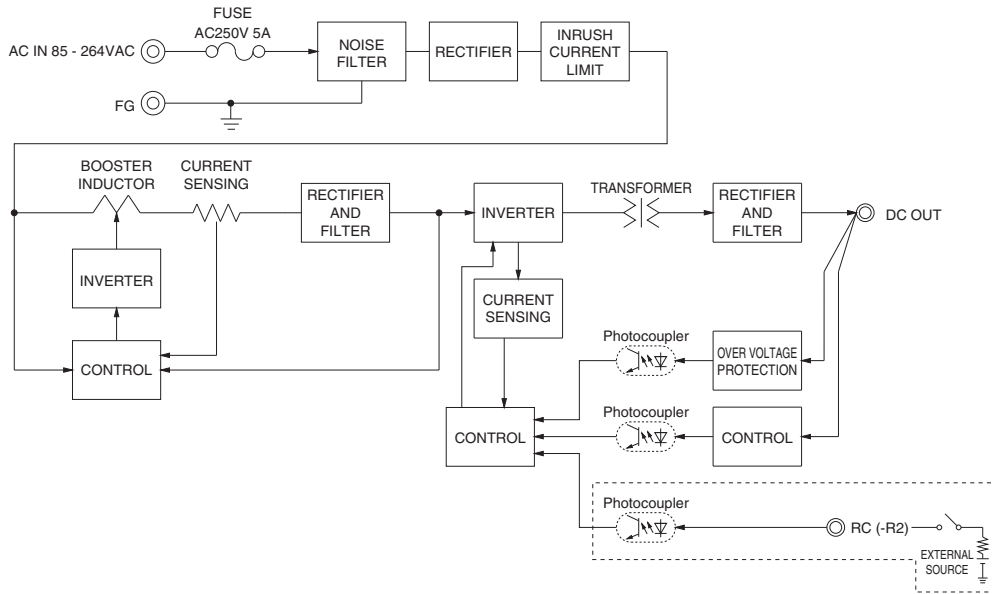 FUSE
AC250V 5A
AC IN 85 - 264VAC
NOISE
FILTER
RECTIFIER
INRUSH
CURRENT
LIMIT
FG
BOOSTER
INDUCTOR
CURRENT
SENSING
RECTIFIER
AND
FILTER
INVERTER
TRANSFORMER
RECTIFIER
AND
FILTER
DC OUT
INVERTER
CURRENT
SENSING
CONTROL
Photocoupler
OVER VOLTAGE
PROTECTION
Photocoupler
CONTROL
CONTROL
Photocoupler
RC (-R2)
EXTERNAL
SOURCE